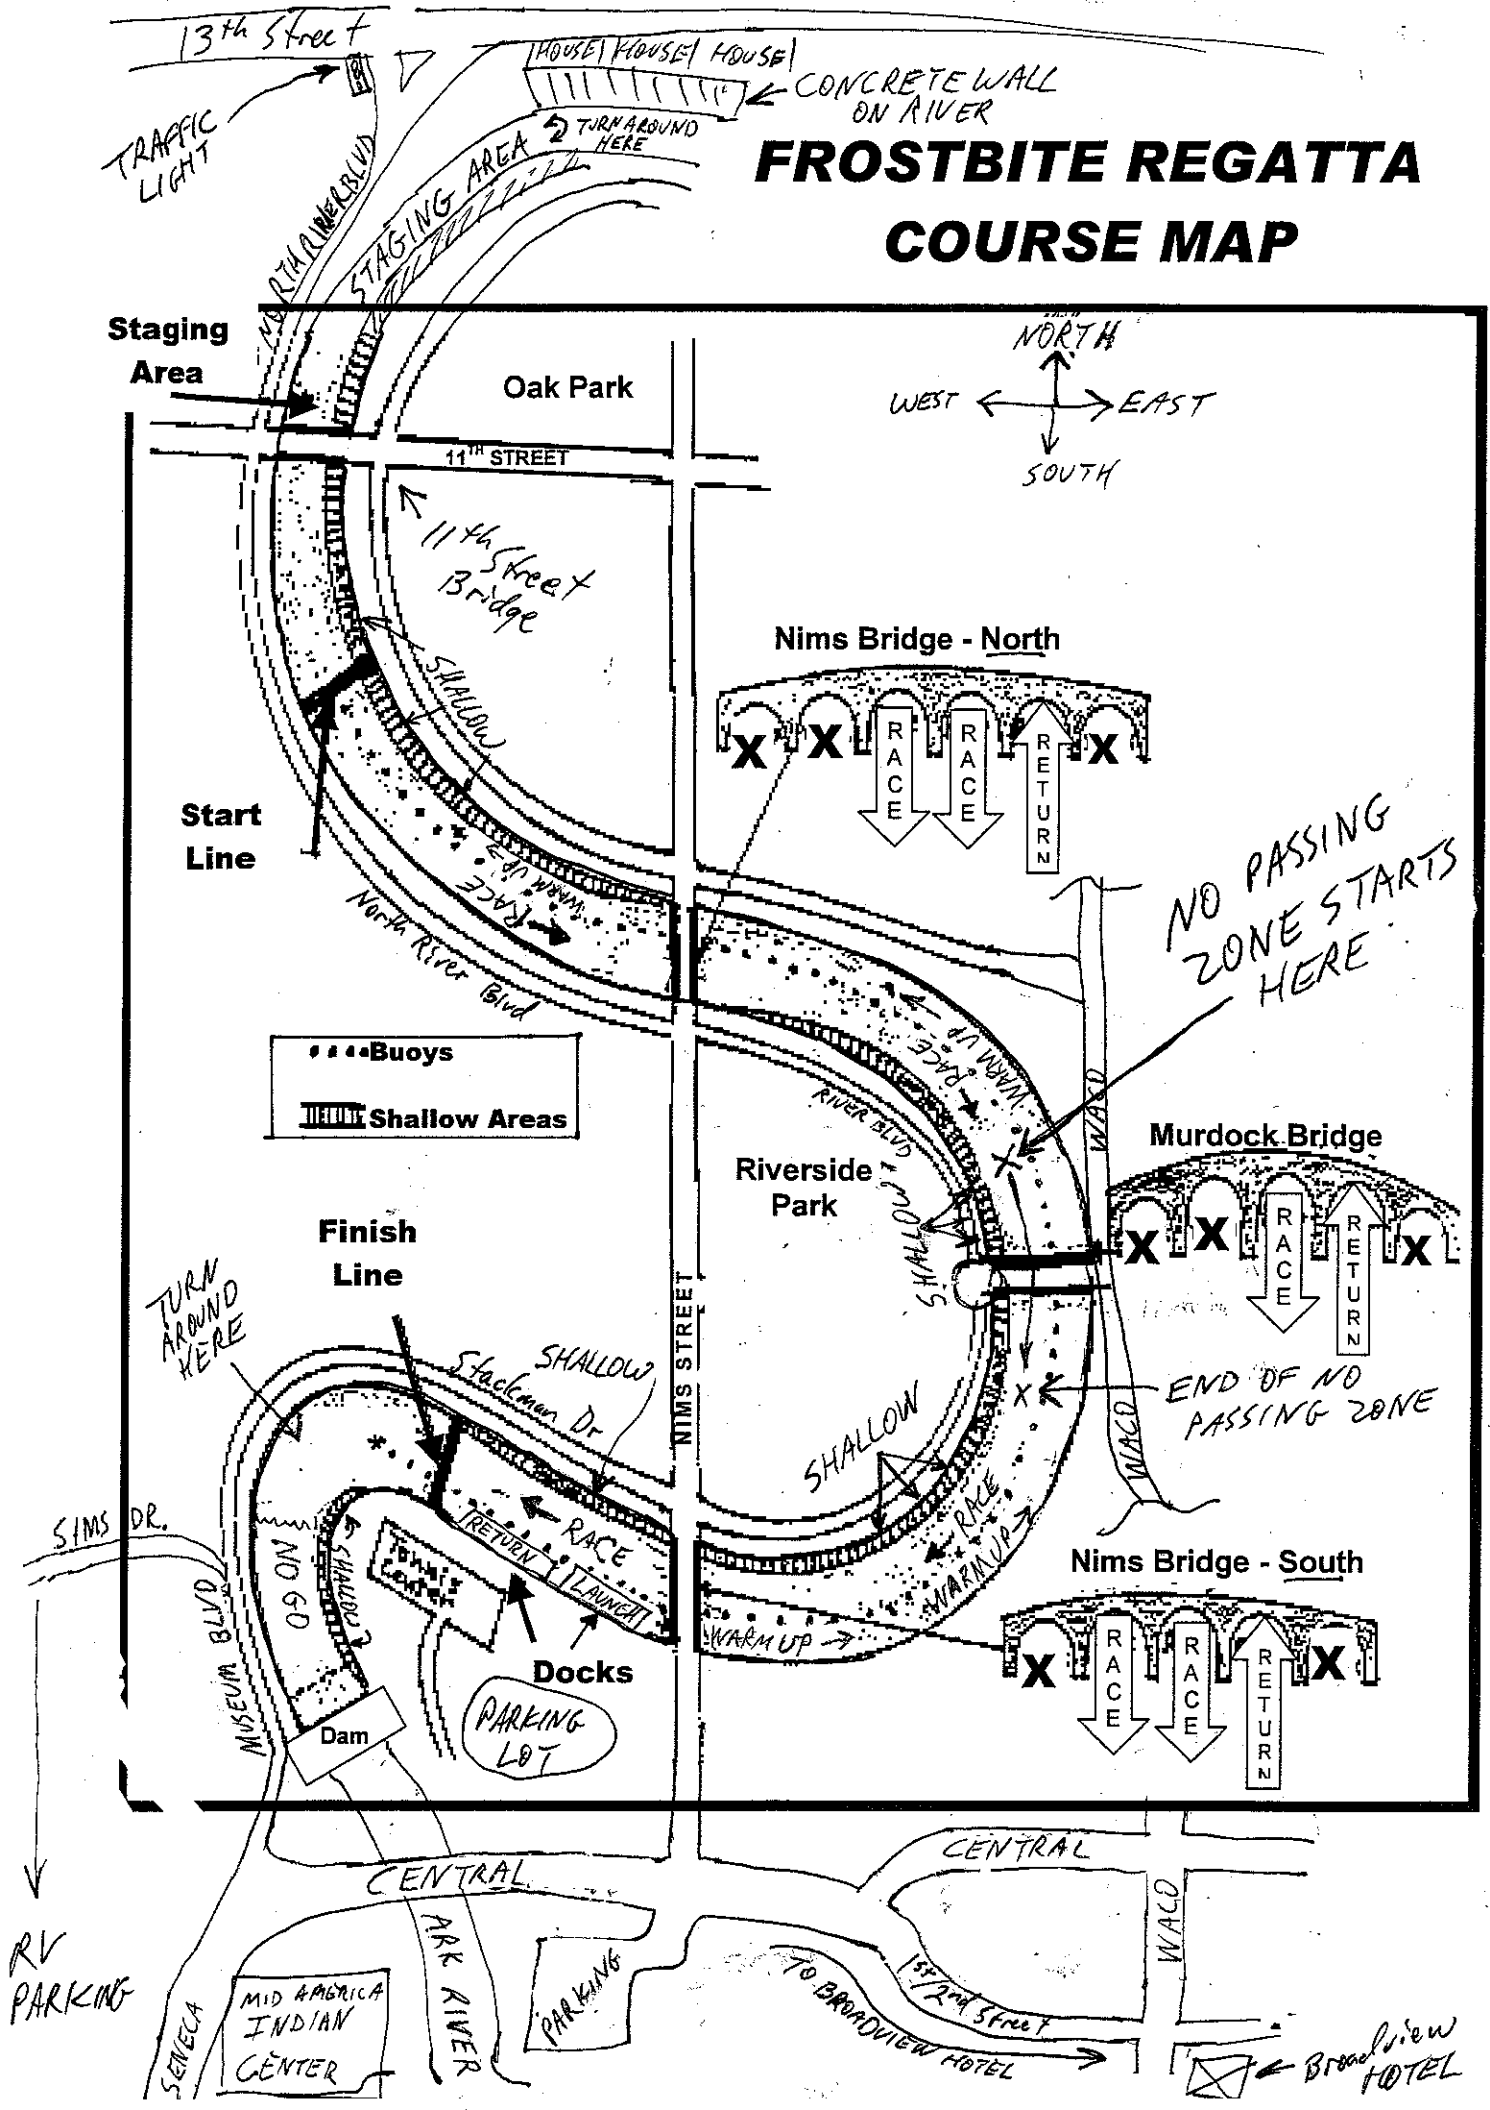 13th Street
HOUSE HOUSE HOUSE
CONCRETE WALL
ON RIVER
TRAFFIC
LIGHT
TURN AROUND
HERE
FROSTBITE REGATTA
COURSE MAP
NORTH RIVER BLVD
STAGING AREA
Staging
Area
Oak Park
NORTH
WEST
EAST
SOUTH
11TH STREET
11th
Street
Bridge
SHALLOW
Nims Bridge - North
X
X
RACE
RACE
RETURN
X
Start
Line
NO PASSING
ZONE STARTS
HERE
WARM UP
RACE
North River Blvd
WARM UP
RACE
Buoys
Shallow Areas
RIVER BLVD
WACO
X
Riverside
Park
SHALLOW
Murdock Bridge
X
X
RACE
RETURN
X
Finish
Line
TURN
AROUND
HERE
NIMS STREET
Stackman Dr
SHALLOW
X
END OF NO
PASSING ZONE
WACO
SHALLOW
*
RACE
WARM UP
SIMS DR.
RETURN
RACE
LAUNCH
NO GO
SHALLOW
Nims Bridge - South
X
RACE
RACE
RETURN
X
WARM UP
MUSEUM BLVD
Docks
PARKING
LOT
Dam
CENTRAL
CENTRAL
RV
PARKING
ARK RIVER
PARKING
WACO
1st/2nd Street
TO BROADVIEW HOTEL
SENECA
MID AMERICA
INDIAN
CENTER
Broadview
HOTEL